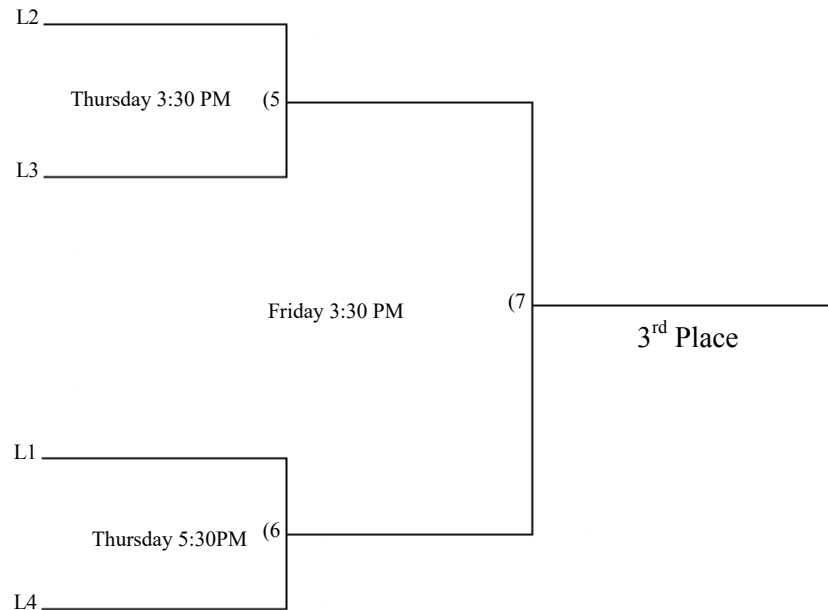 L2
Thursday 3:30 PM (5
L3
Friday 3:30 PM (7
3rd Place
L1
Thursday 5:30PM (6
L4